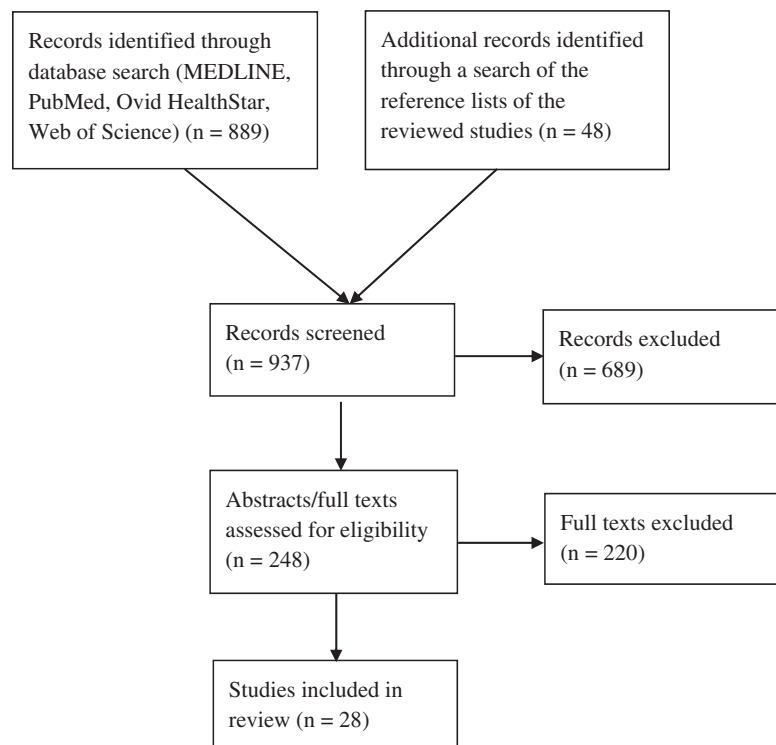 Records identified through
database search (MEDLINE,
PubMed, Ovid HealthStar,
Web of Science) (n = 889)
Additional records identified
through a search of the
reference lists of the
reviewed studies (n = 48)
Records screened
(n = 937)
Records excluded
(n = 689)
Abstracts/full texts
assessed for eligibility
(n = 248)
Full texts excluded
(n = 220)
Studies included in
review (n = 28)